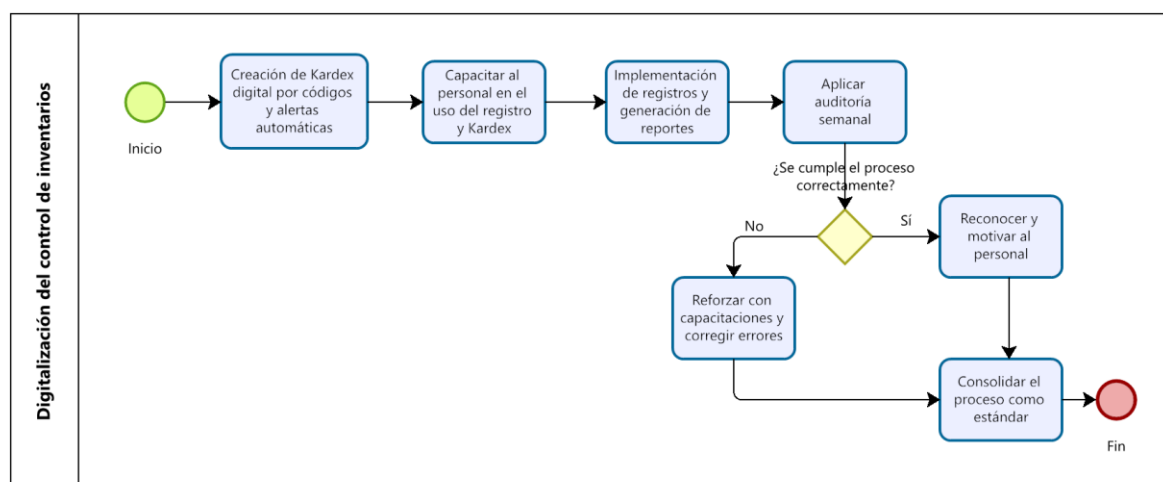 Digitalización del control de inventarios
Inicio
Creación de Kardex
digital por códigos
y alertas
automáticas
Capacitar al
personal en el
uso del registro
y Kardex
Implementación
de registros y
generación de
reportes
Aplicar
auditoría
semanal
¿Se cumple el proceso
correctamente?
No
Sí
Reconocer y
motivar al
personal
Reforzar con
capacitaciones y
corregir errores
Consolidar el
proceso como
estándar
Fin